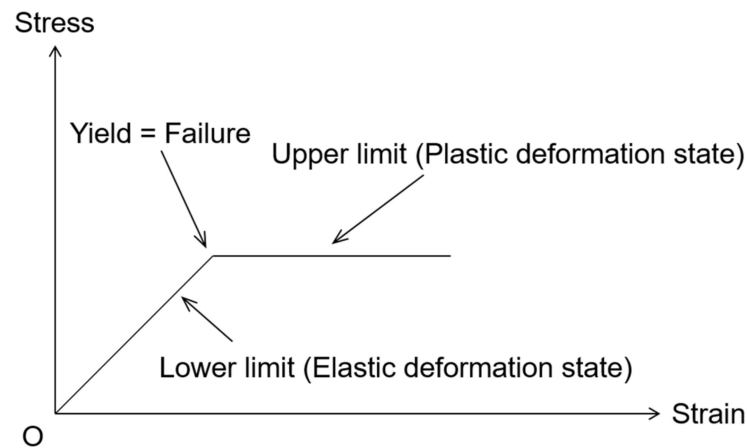 Stress
Yield = Failure
Upper limit (Plastic deformation state)
Lower limit (Elastic deformation state)
Strain
O